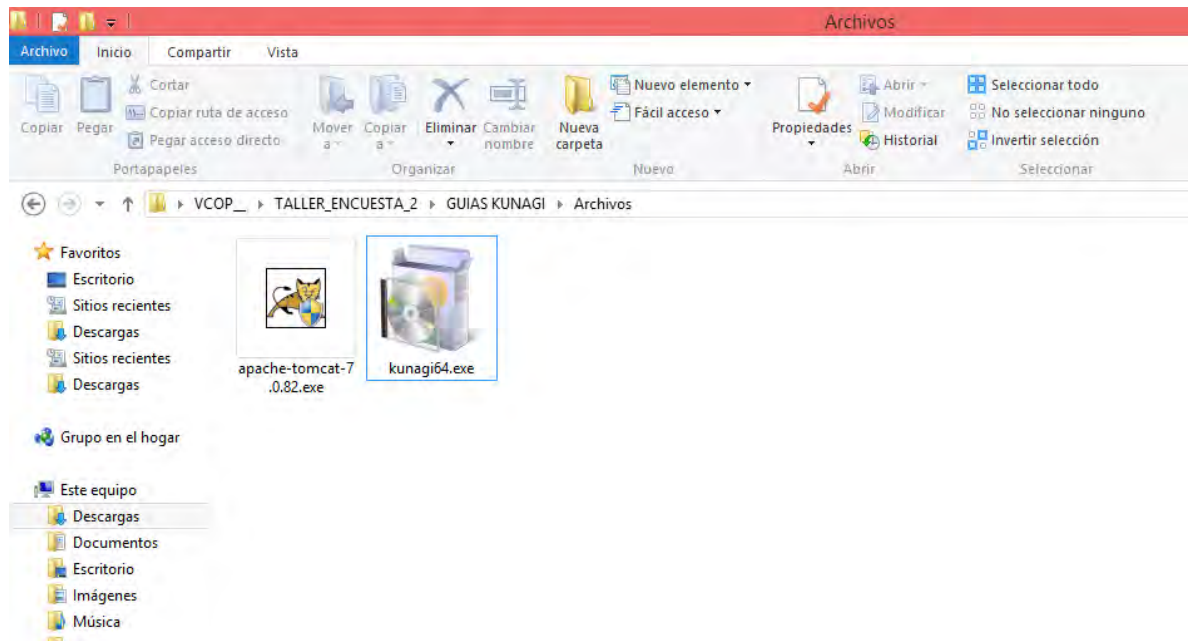 Archivos
Archivo Inicio Compartir Vista
Copiar
Pegar
Cortar
Copiar ruta de acceso
Pegar acceso directo
Portapapeles
Mover a
Copiar a
Eliminar
Cambiar nombre
Organizar
Nueva carpeta
Nuevo elemento
Fácil acceso
Nuevo
Propiedades
Abrir
Modificar
Historial
Abrir
Seleccionar todo
No seleccionar ninguno
Invertir selección
Seleccionar
VCOP__ TALLER_ENCUESTA_2 GUIAS KUNAGI Archivos
Favoritos
Escritorio
Sitios recientes
Descargas
Sitios recientes
Descargas
Grupo en el hogar
Este equipo
Descargas
Documentos
Escritorio
Imágenes
Música
apache-tomcat-7
.0.82.exe
kunagi64.exe